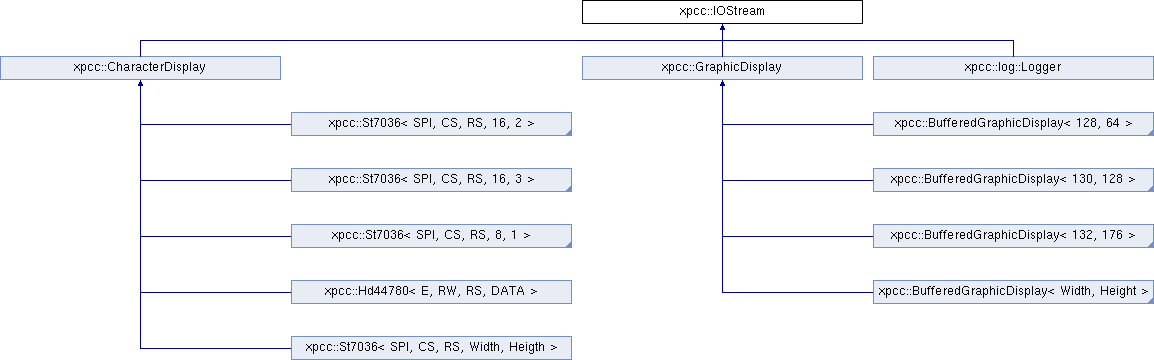 xpcc::IOStream
xpcc::CharacterDisplay
xpcc::GraphicDisplay
xpcc::log::Logger
xpcc::St7036< SPI, CS, RS, 16, 2 >
xpcc::BufferedGraphicDisplay< 128, 64 >
xpcc::St7036< SPI, CS, RS, 16, 3 >
xpcc::BufferedGraphicDisplay< 130, 128 >
xpcc::St7036< SPI, CS, RS, 8, 1 >
xpcc::BufferedGraphicDisplay< 132, 176 >
xpcc::Hd44780< E, RW, RS, DATA >
xpcc::BufferedGraphicDisplay< Width, Height >
xpcc::St7036< SPI, CS, RS, Width, Heigth >